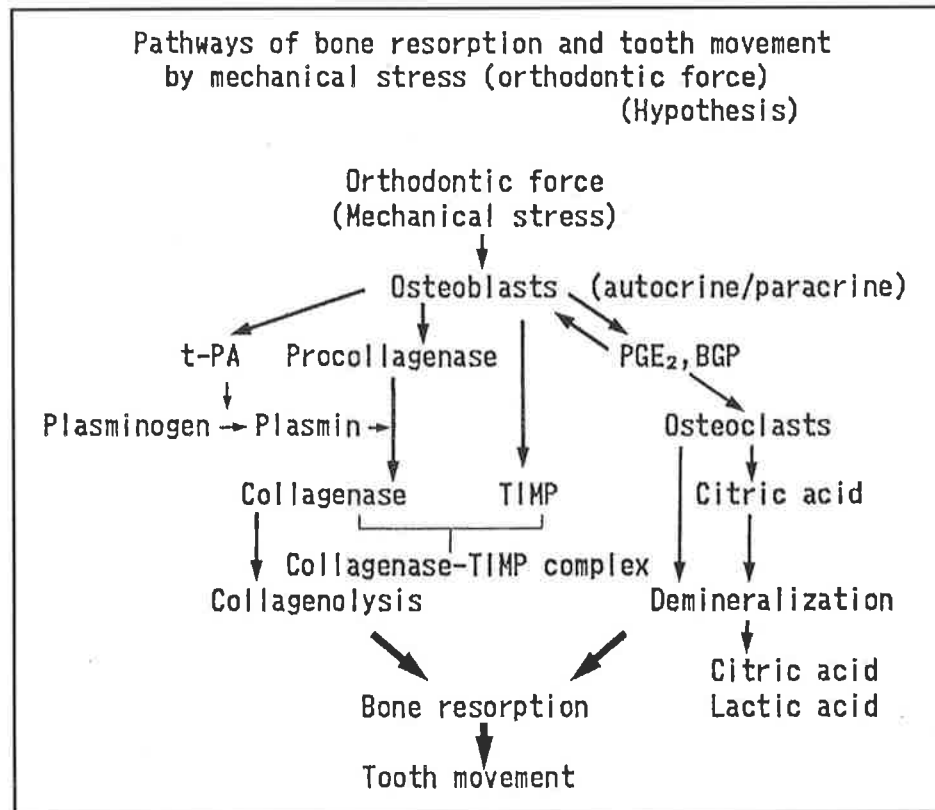 Pathways of bone resorption and tooth movement
by mechanical stress (orthodontic force)
(Hypothesis)
Orthodontic force
(Mechanical stress)
Osteoblasts (autocrine/paracrine)
t-PA Procollagenase PGE₂, BGP
Plasminogen Plasmin Osteoclasts
Collagenase TIMP Citric acid
Collagenase-TIMP complex
Collagenolysis Demineralization
Citric acid
Bone resorption Lactic acid
Tooth movement